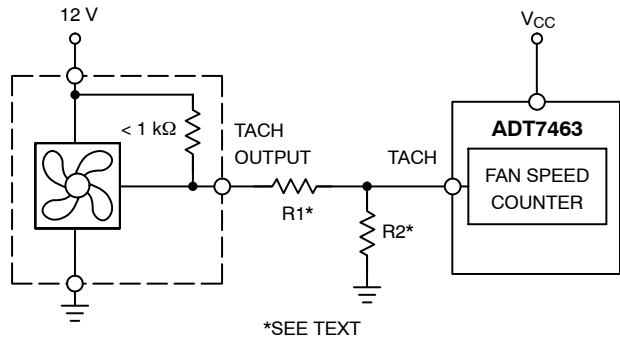 12 V
VCC
< 1 kΩ
TACH
OUTPUT
TACH
ADT7463
FAN SPEED
COUNTER
R1*
R2*
*SEE TEXT